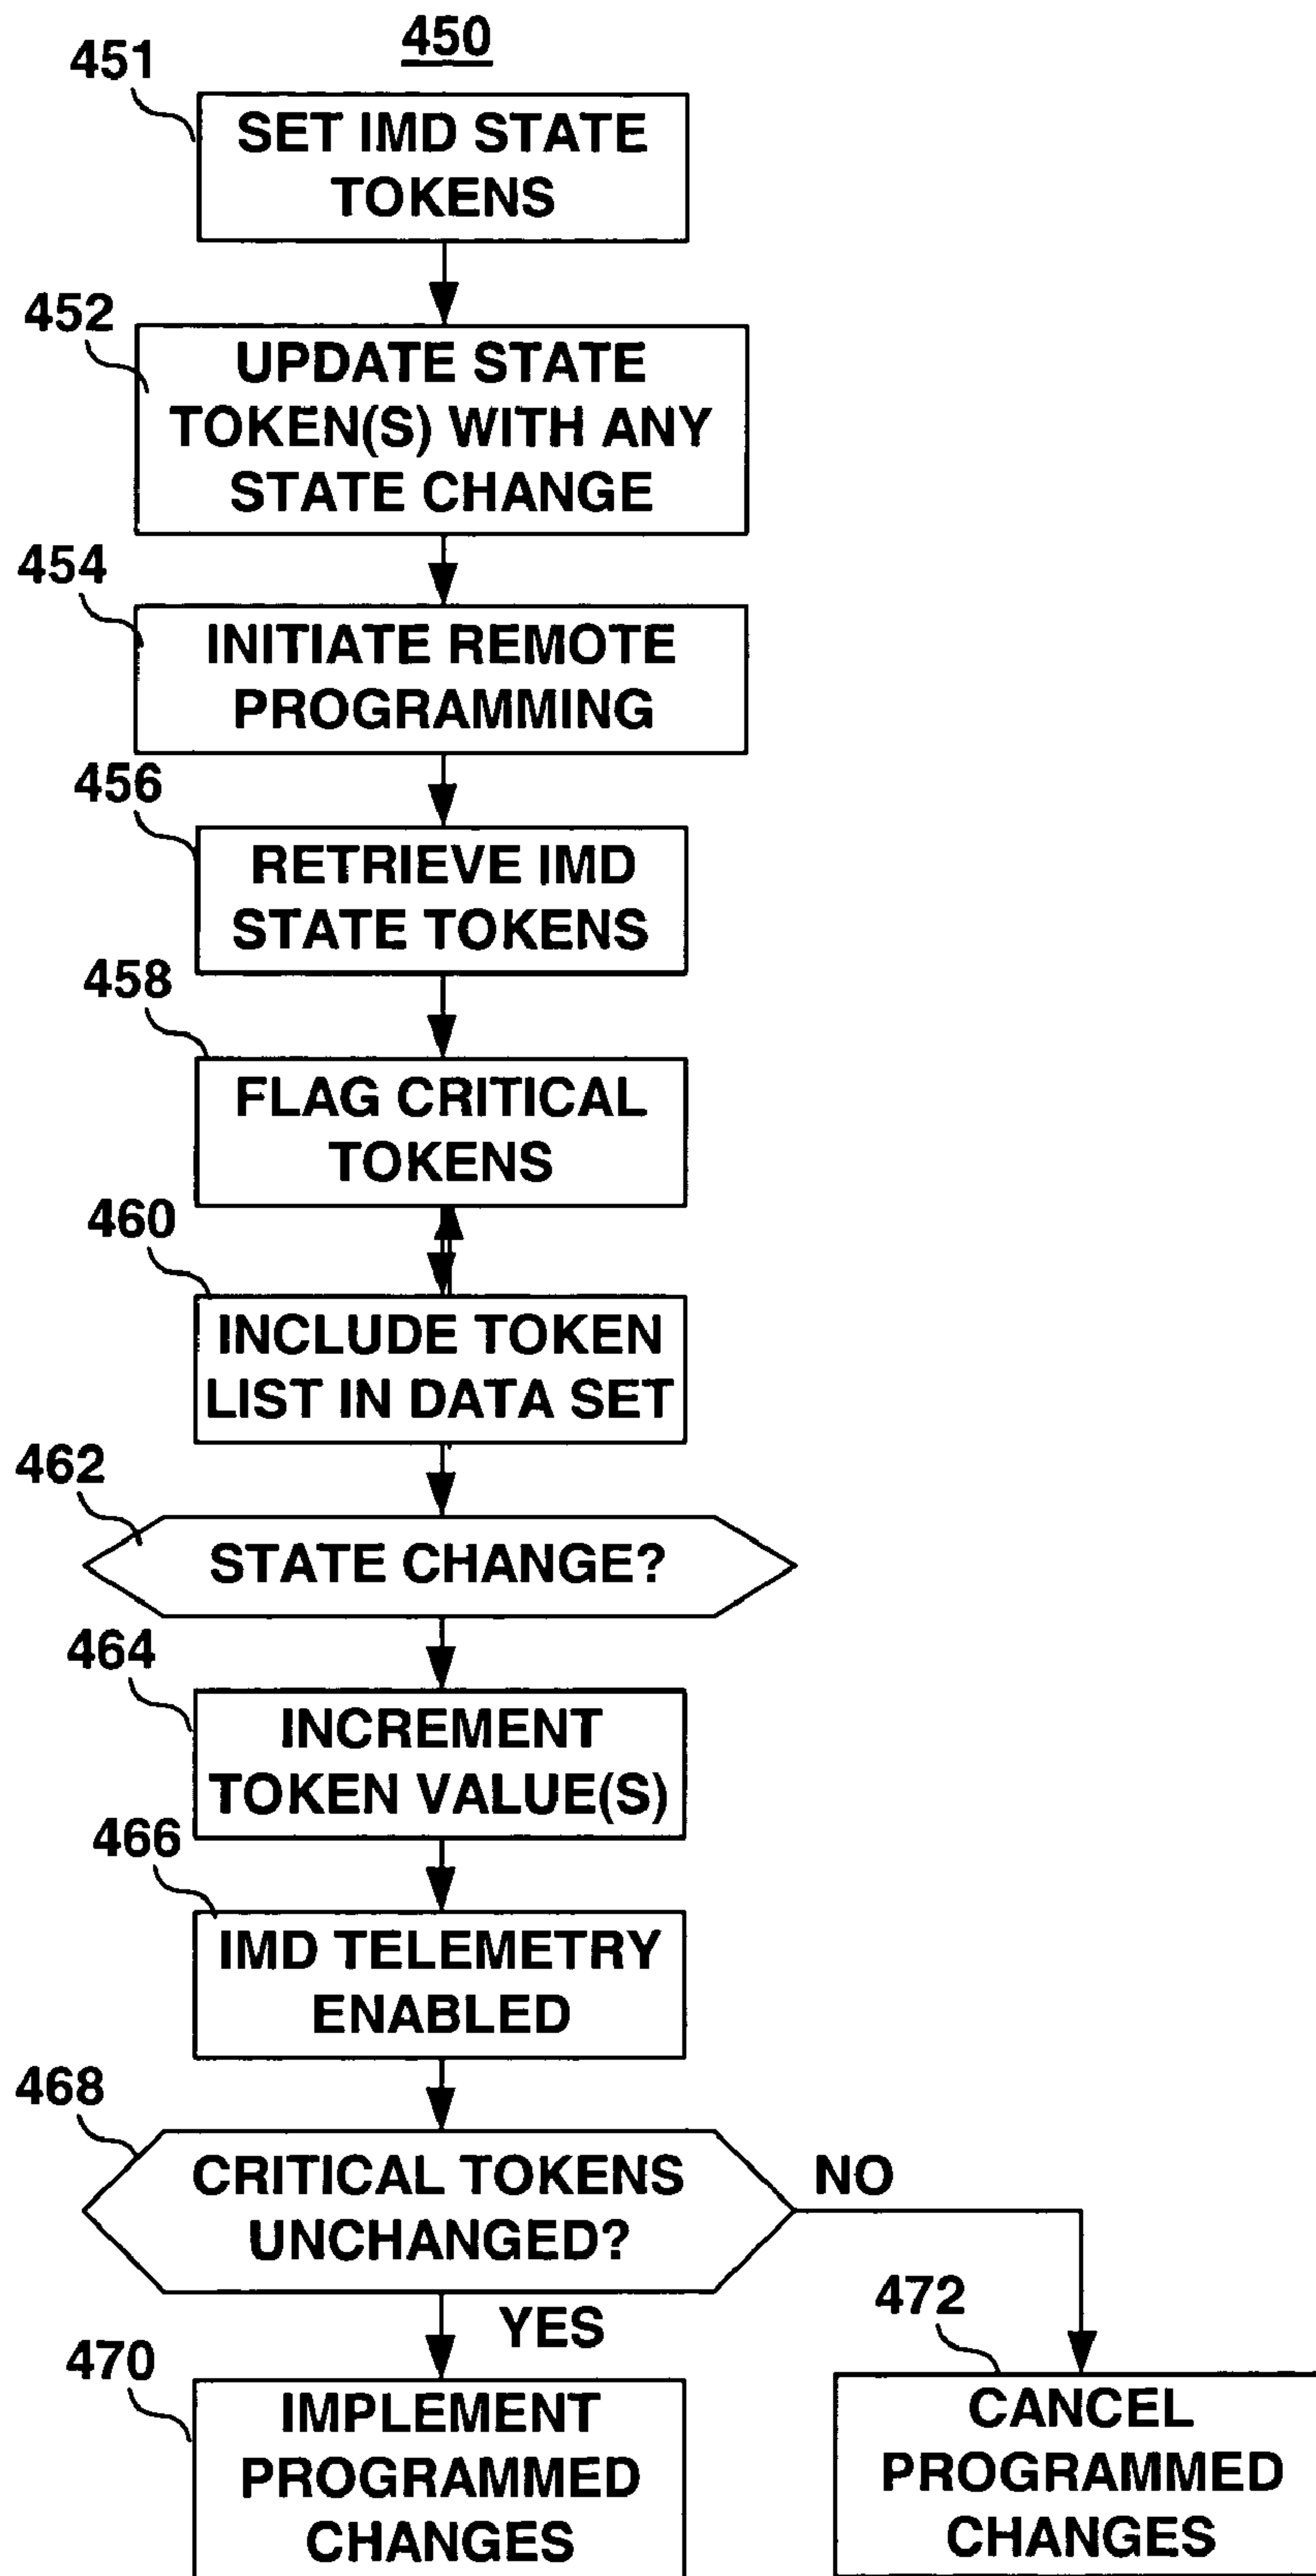 450
451
SET IMD STATE
TOKENS
452
UPDATE STATE
TOKEN(S) WITH ANY
STATE CHANGE
454
INITIATE REMOTE
PROGRAMMING
456
RETRIEVE IMD
STATE TOKENS
458
FLAG CRITICAL
TOKENS
460
INCLUDE TOKEN
LIST IN DATA SET
462
STATE CHANGE?
464
INCREMENT
TOKEN VALUE(S)
466
IMD TELEMETRY
ENABLED
468
CRITICAL TOKENS
UNCHANGED?
NO
YES
470
IMPLEMENT
PROGRAMMED
CHANGES
472
CANCEL
PROGRAMMED
CHANGES